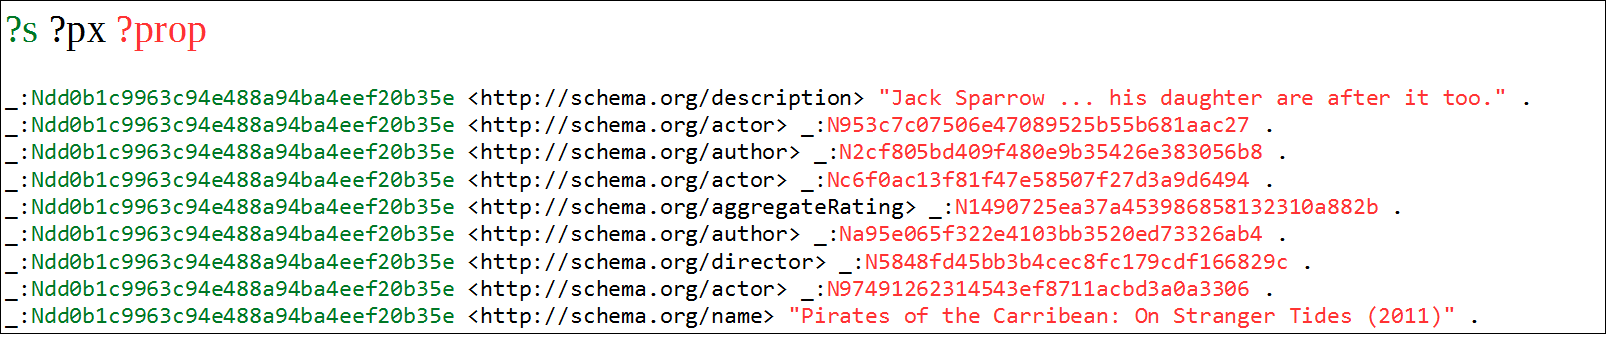 ?s ?px ?prop
_:Ndd0b1c9963c94e488a94ba4eef20b35e <http://schema.org/description> "Jack Sparrow ... his daughter are after it too." .
_:Ndd0b1c9963c94e488a94ba4eef20b35e <http://schema.org/actor> _:N953c7c07506e47089525b55b681aac27 .
_:Ndd0b1c9963c94e488a94ba4eef20b35e <http://schema.org/author> _:N2cf805bd409f480e9b35426e383056b8 .
_:Ndd0b1c9963c94e488a94ba4eef20b35e <http://schema.org/actor> _:Nc6f0ac13f81f47e58507f27d3a9d6494 .
_:Ndd0b1c9963c94e488a94ba4eef20b35e <http://schema.org/aggregateRating> _:N1490725ea37a453986858132310a882b .
_:Ndd0b1c9963c94e488a94ba4eef20b35e <http://schema.org/author> _:Na95e065f322e4103bb3520ed73326ab4 .
_:Ndd0b1c9963c94e488a94ba4eef20b35e <http://schema.org/director> _:N5848fd45bb3b4cec8fc179cdf166829c .
_:Ndd0b1c9963c94e488a94ba4eef20b35e <http://schema.org/actor> _:N97491262314543ef8711acbd3a0a3306 .
_:Ndd0b1c9963c94e488a94ba4eef20b35e <http://schema.org/name> "Pirates of the Carribean: On Stranger Tides (2011)" .